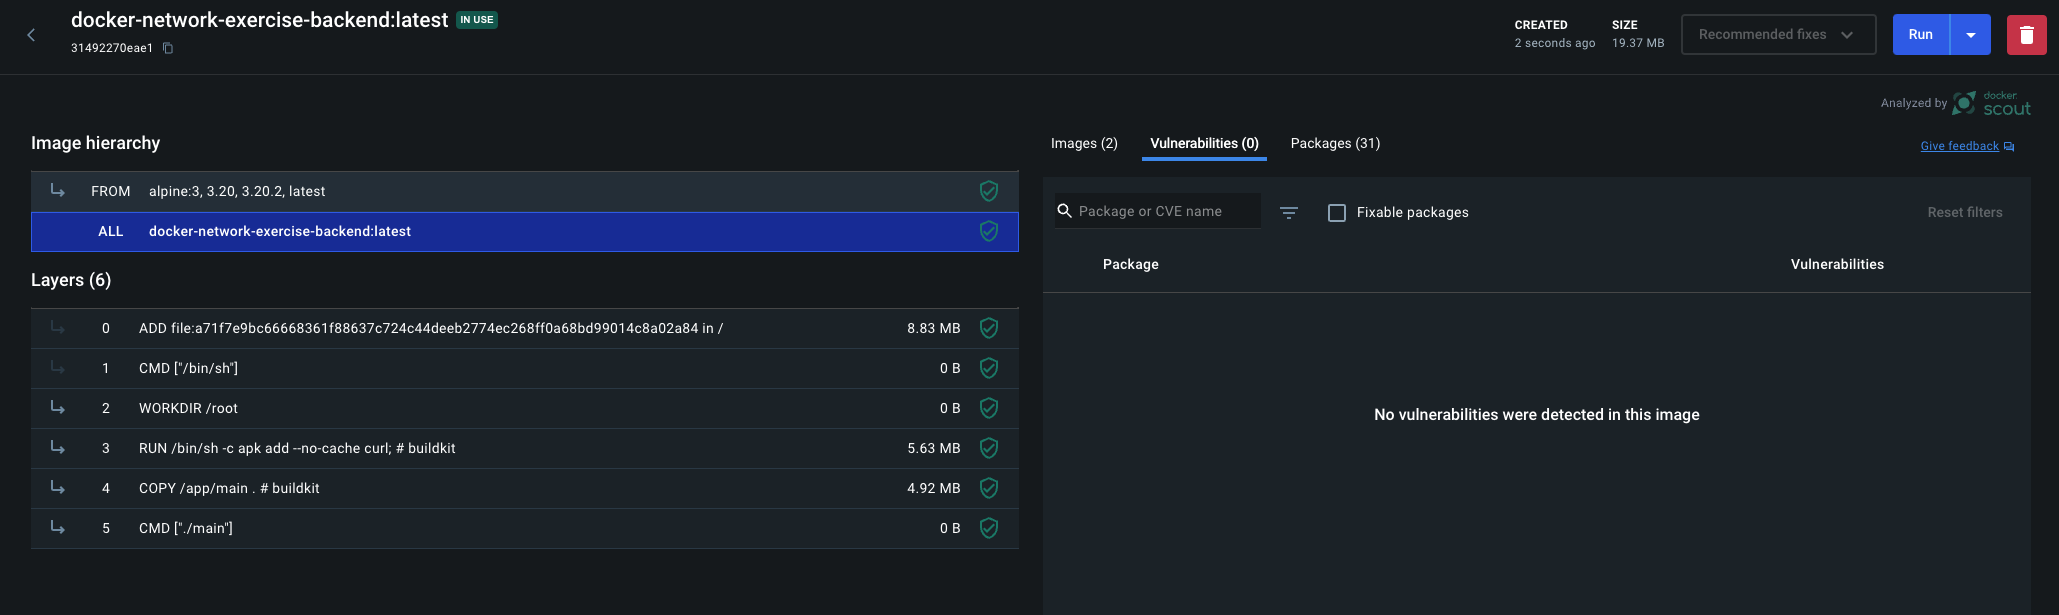 docker-network-exercise-backend:latest IN USE
31492270eae1
CREATED
2 seconds ago
SIZE
19.37 MB
Recommended fixes
Run
Analyzed by docker scout
Image hierarchy
FROM alpine:3, 3.20, 3.20.2, latest
ALL docker-network-exercise-backend:latest
Layers (6)
0 ADD file:a71f7e9bc66668361f88637c724c44deeb2774ec268ff0a68bd99014c8a02a84 in / 8.83 MB
1 CMD ["/bin/sh"] 0 B
2 WORKDIR /root 0 B
3 RUN /bin/sh -c apk add --no-cache curl; # buildkit 5.63 MB
4 COPY /app/main . # buildkit 4.92 MB
5 CMD ["./main"] 0 B
Images (2) Vulnerabilities (0) Packages (31)
Give feedback
Package or CVE name
Fixable packages
Reset filters
Package Vulnerabilities
No vulnerabilities were detected in this image